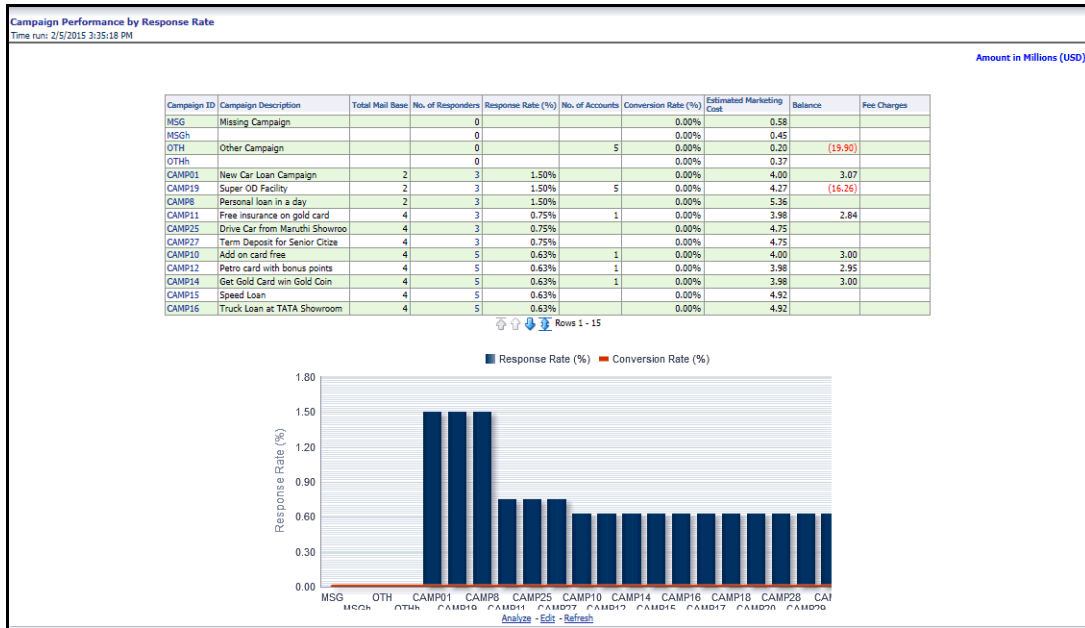 Campaign Performance by Response Rate
Time run: 2/5/2015 3:35:18 PM
Amount in Millions (USD)
Campaign ID Campaign Description Total Mail Base No. of Responders Response Rate (%) No. of Accounts Conversion Rate (%) Estimated Marketing Cost Balance Fee Charges
MSG Missing Campaign 0 0.00% 0.58
MSGh 0 0.00% 0.45
OTH Other Campaign 0 5 0.00% 0.20 (19.90)
OTHh 0 0.00% 0.37
CAMP01 New Car Loan Campaign 2 3 1.50% 0.00% 4.00 3.07
CAMP19 Super OD Facility 2 3 1.50% 5 0.00% 4.27 (16.26)
CAMP8 Personal loan in a day 2 3 1.50% 0.00% 5.36
CAMP11 Free insurance on gold card 4 3 0.75% 1 0.00% 3.98 2.84
CAMP25 Drive Car from Maruthi Showroo 4 3 0.75% 0.00% 4.75
CAMP27 Term Deposit for Senior Citize 4 3 0.75% 0.00% 4.75
CAMP10 Add on card free 4 5 0.63% 1 0.00% 4.00 3.00
CAMP12 Petro card with bonus points 4 5 0.63% 1 0.00% 3.98 2.95
CAMP14 Get Gold Card win Gold Coin 4 5 0.63% 1 0.00% 3.98 3.00
CAMP15 Speed Loan 4 5 0.63% 0.00% 4.92
CAMP16 Truck Loan at TATA Showroom 4 5 0.63% 0.00% 4.92
Rows 1 - 15
Response Rate (%) Conversion Rate (%)
1.80
1.50
1.20
0.90
0.60
0.30
0.00
Response Rate (%)
MSG OTH CAMP01 CAMP8 CAMP25 CAMP10 CAMP14 CAMP16 CAMP18 CAMP28
MSGh OTHh CAMP19 CAMP11 CAMP27 CAMP12 CAMP15 CAMP17 CAMP20 CAMP29
Analyze - Edit - Refresh